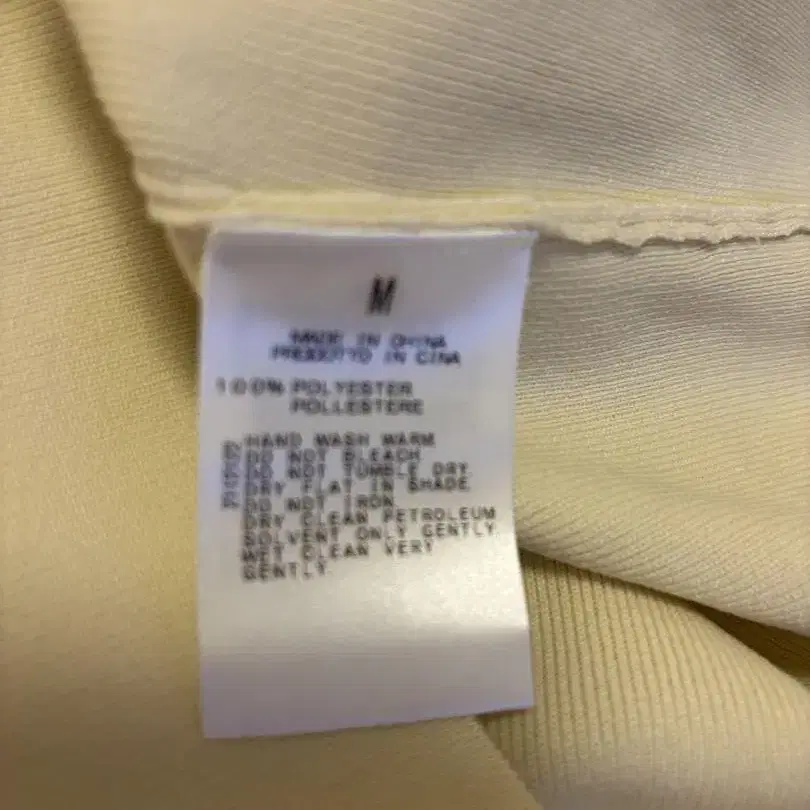 M
MADE IN CHINA
IN CINA
100% POLYESTER
POLLESTERE
HAND WASH WARM
DO NOT BLEACH
DO NOT TUMBLE DRY
DRY FLAT IN SHADE
DO NOT IRON
DRY CLEAN PETROLEUM
SOLVENT ONLY GENTLY
WET CLEAN VERY
GENTLY